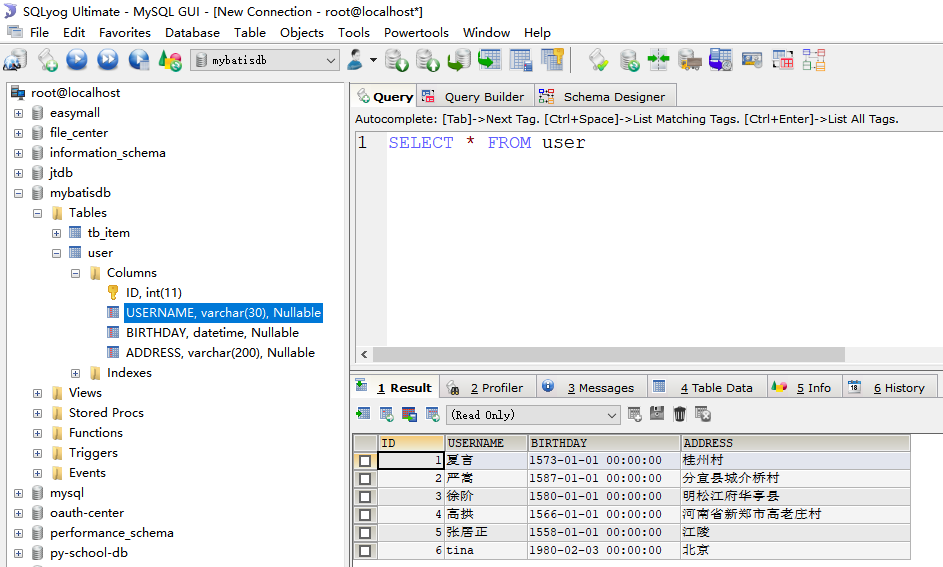 SQLyog Ultimate - MySQL GUI - [New Connection - root@localhost*]
File Edit Favorites Database Table Objects Tools Powertools Window Help
mybatisdb
root@localhost
easymall
file_center
information_schema
jtdb
mybatisdb
Tables
tb_item
user
Columns
ID, int(11)
USERNAME, varchar(30), Nullable
BIRTHDAY, datetime, Nullable
ADDRESS, varchar(200), Nullable
Indexes
Views
Stored Procs
Functions
Triggers
Events
mysql
oauth-center
performance_schema
py-school-db
Query Query Builder Schema Designer
Autocomplete: [Tab]->Next Tag. [Ctrl+Space]->List Matching Tags. [Ctrl+Enter]->List All Tags.
1 SELECT * FROM user
1 Result 2 Profiler 3 Messages 4 Table Data 5 Info 18 6 History
(Read Only)
ID USERNAME BIRTHDAY ADDRESS
1 夏言 1573-01-01 00:00:00 桂州村
2 严嵩 1587-01-01 00:00:00 分宜县城介桥村
3 徐阶 1580-01-01 00:00:00 明松江府华亭县
4 高拱 1566-01-01 00:00:00 河南省新郑市高老庄村
5 张居正 1558-01-01 00:00:00 江陵
6 tina 1980-02-03 00:00:00 北京